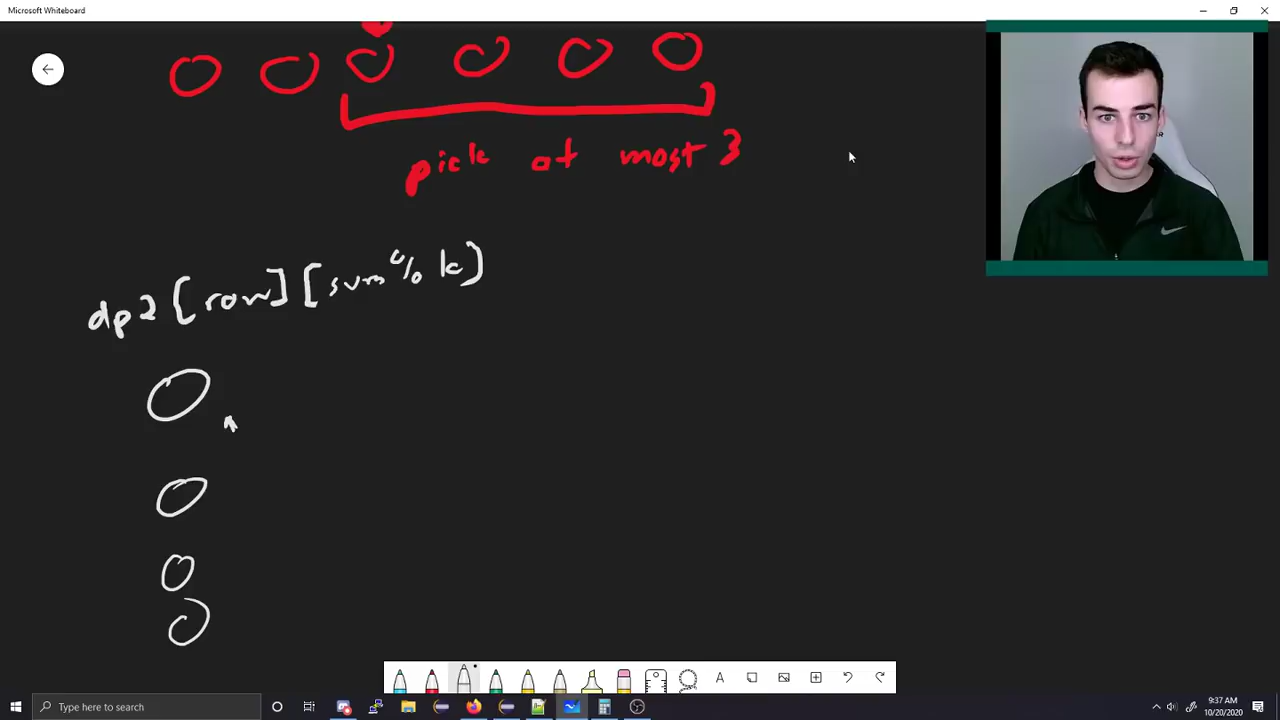 Microsoft Whiteboard
pick at most 3
dp2[row][sum%k]
A
Type here to search
9:37 AM
10/20/2020